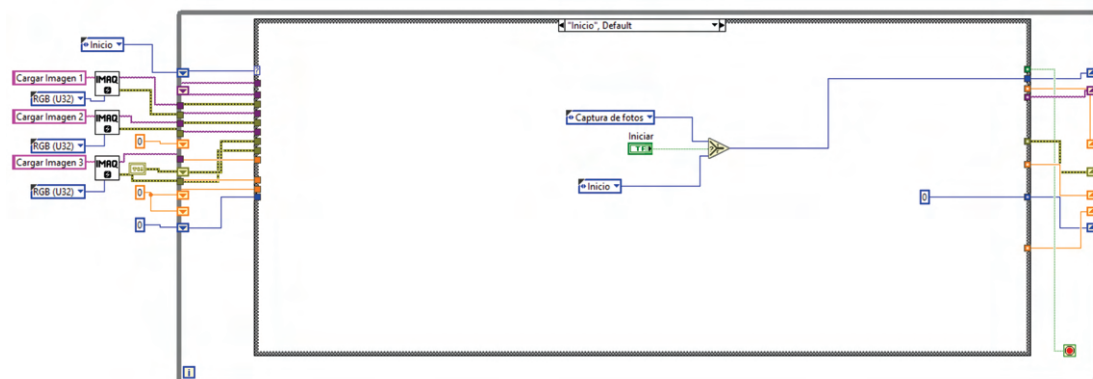 "Inicio", Default
Inicio
Cargar Imagen 1
IMAQ
RGB (U32)
Cargar Imagen 2
IMAQ
RGB (U32)
0
Cargar Imagen 3
IMAQ
RGB (U32)
0
0
Captura de fotos
Iniciar
TF
Inicio
0
i